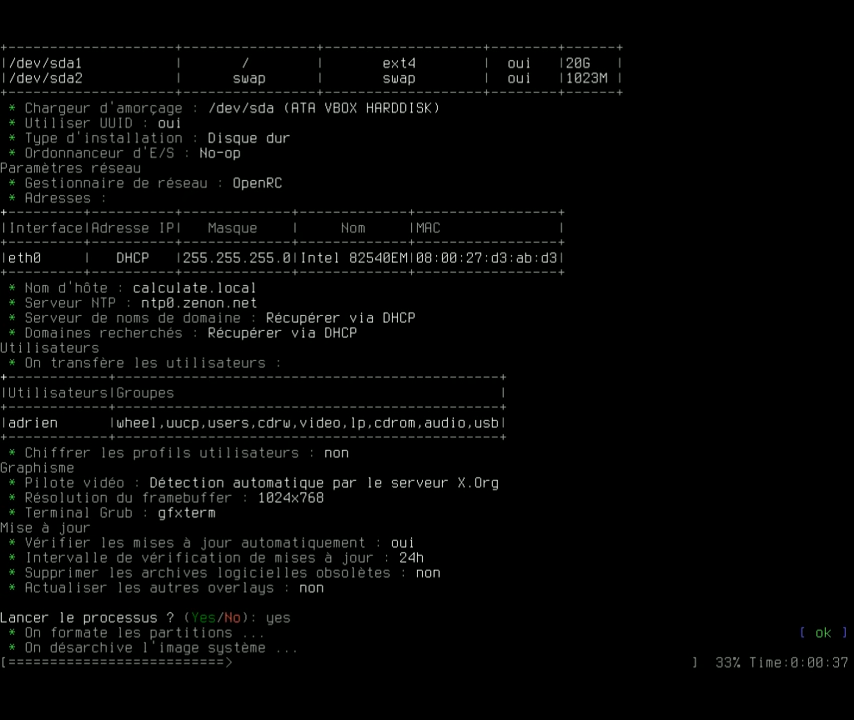 +--------------------+----------------+-------------------+--------+------+
|/dev/sda1 | / | ext4 | oui |20G |
|/dev/sda2 | swap | swap | oui |1023M |
+--------------------+----------------+-------------------+--------+------+
* Chargeur d'amorçage : /dev/sda (ATA VBOX HARDDISK)
* Utiliser UUID : oui
* Type d'installation : Disque dur
* Ordonnanceur d'E/S : No-op
Paramètres réseau
* Gestionnaire de réseau : OpenRC
* Adresses :
+---------+----------+-------------+-------------+-----------------+
|Interface|Adresse IP| Masque | Nom |MAC |
+---------+----------+-------------+-------------+-----------------+
|eth0 | DHCP |255.255.255.0|Intel 82540EM|08:00:27:d3:ab:d3|
+---------+----------+-------------+-------------+-----------------+
* Nom d'hôte : calculate.local
* Serveur NTP : ntp0.zenon.net
* Serveur de noms de domaine : Récupérer via DHCP
* Domaines recherchés : Récupérer via DHCP
Utilisateurs
* On transfère les utilisateurs :
+------------+----------------------------------------------+
|Utilisateurs|Groupes |
+------------+----------------------------------------------+
|adrien |wheel,uucp,users,cdrw,video,lp,cdrom,audio,usb|
+------------+----------------------------------------------+
* Chiffrer les profils utilisateurs : non
Graphisme
* Pilote vidéo : Détection automatique par le serveur X.Org
* Résolution du framebuffer : 1024x768
* Terminal Grub : gfxterm
Mise à jour
* Vérifier les mises à jour automatiquement : oui
* Intervalle de vérification de mises à jour : 24h
* Supprimer les archives logicielles obsolètes : non
* Actualiser les autres overlays : non
Lancer le processus ? (Yes/No): yes
* On formate les partitions ... [ ok ]
* On désarchive l'image système ...
[==========================> ] 33% Time:0:00:37